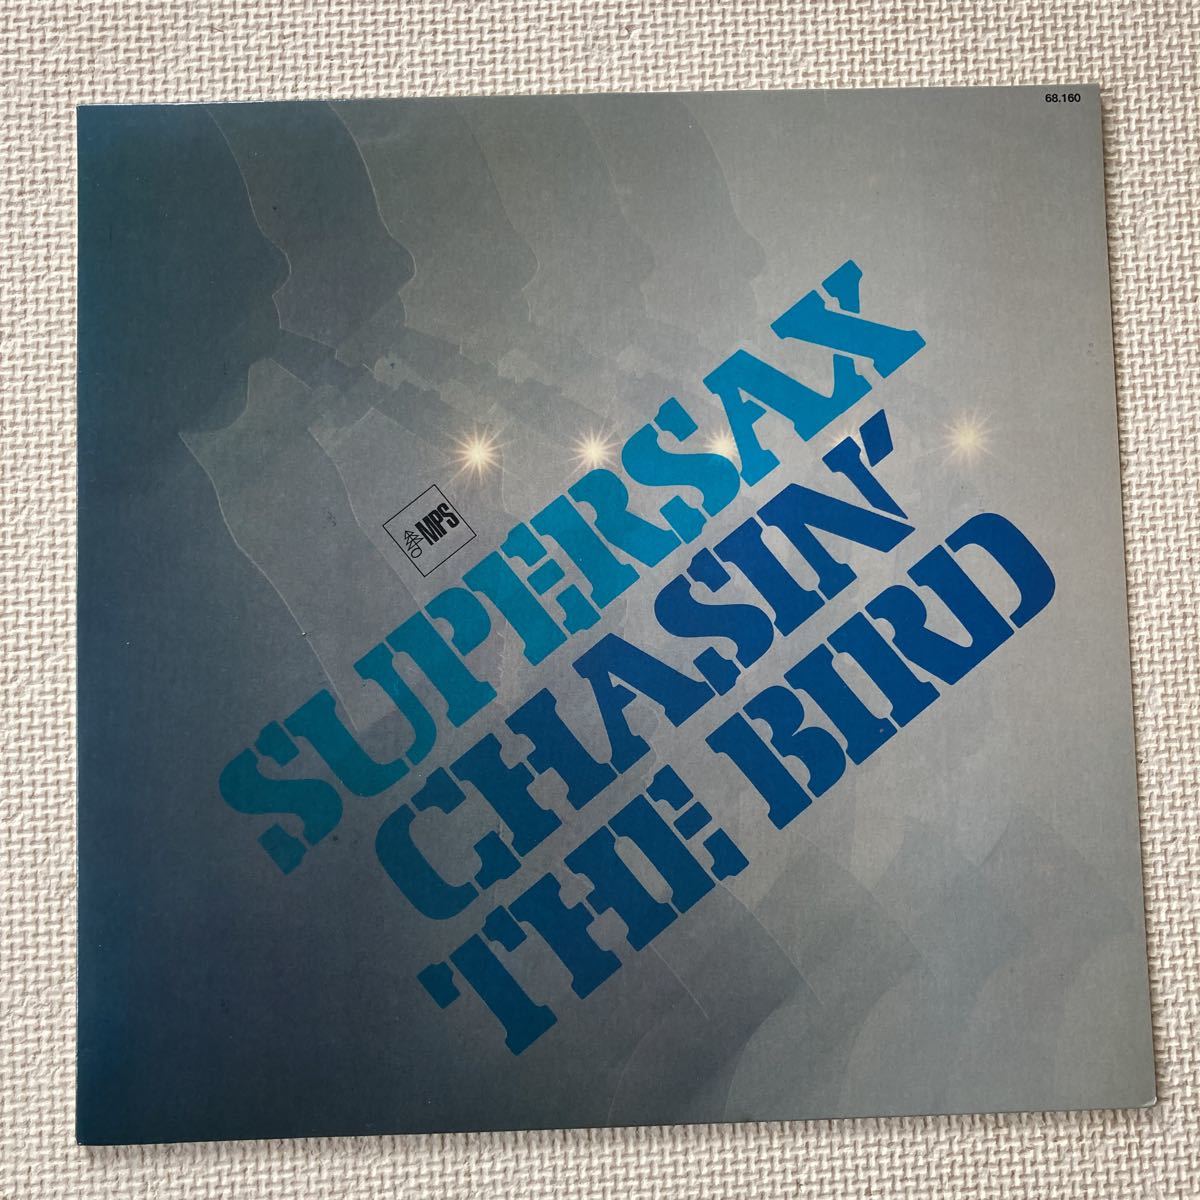 68.160
MPS
SUPERSAX
CHASIN'
THE BIRD